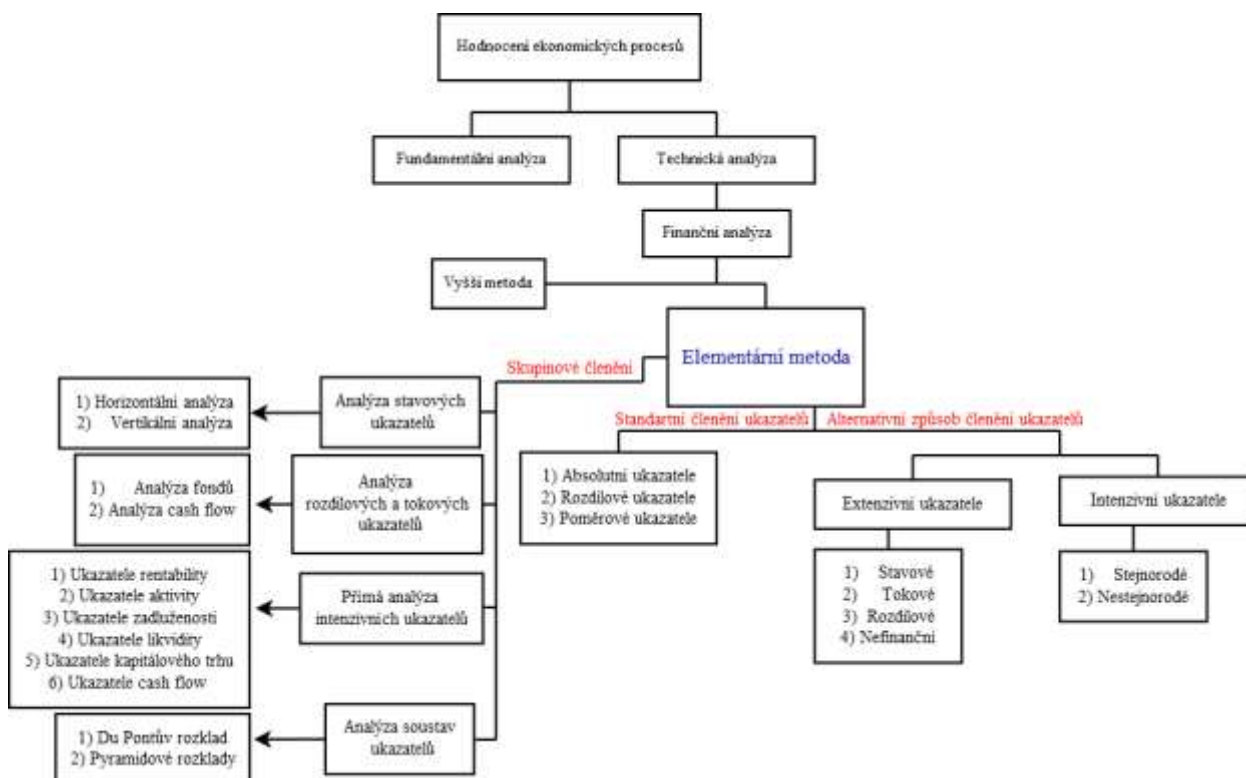 Hodnocení ekonomických procesů
Fundamentální analýza
Technická analýza
Finanční analýza
Vyšší metoda
Elementární metoda
Skupinové členění
Standartní členění ukazatelů
Alternativní způsob členění ukazatelů
1) Horizontální analýza
2) Vertikální analýza
Analýza stavových
ukazatelů
1) Analýza fondů
2) Analýza cash flow
Analýza
rozdílových a tokových
ukazatelů
1) Absolutní ukazatele
2) Rozdílové ukazatele
3) Poměrové ukazatele
Extenzivní ukazatele
Intenzivní ukazatele
1) Stavové
2) Tokové
3) Rozdílové
4) Nefinanční
1) Stejnorodé
2) Nestejnorodé
1) Ukazatele rentability
2) Ukazatele aktivity
3) Ukazatele zadluženosti
4) Ukazatele likvidity
5) Ukazatele kapitálového trhu
6) Ukazatele cash flow
Přímá analýza
intenzivních ukazatelů
1) Du Pontův rozklad
2) Pyramidové rozklady
Analýza soustav
ukazatelů